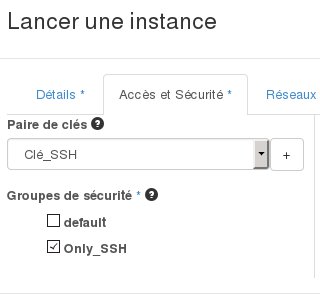 Lancer une instance
Détails * Accès et Sécurité * Réseaux
Paire de clés ?
Clé_SSH +
Groupes de sécurité * ?
default
Only_SSH